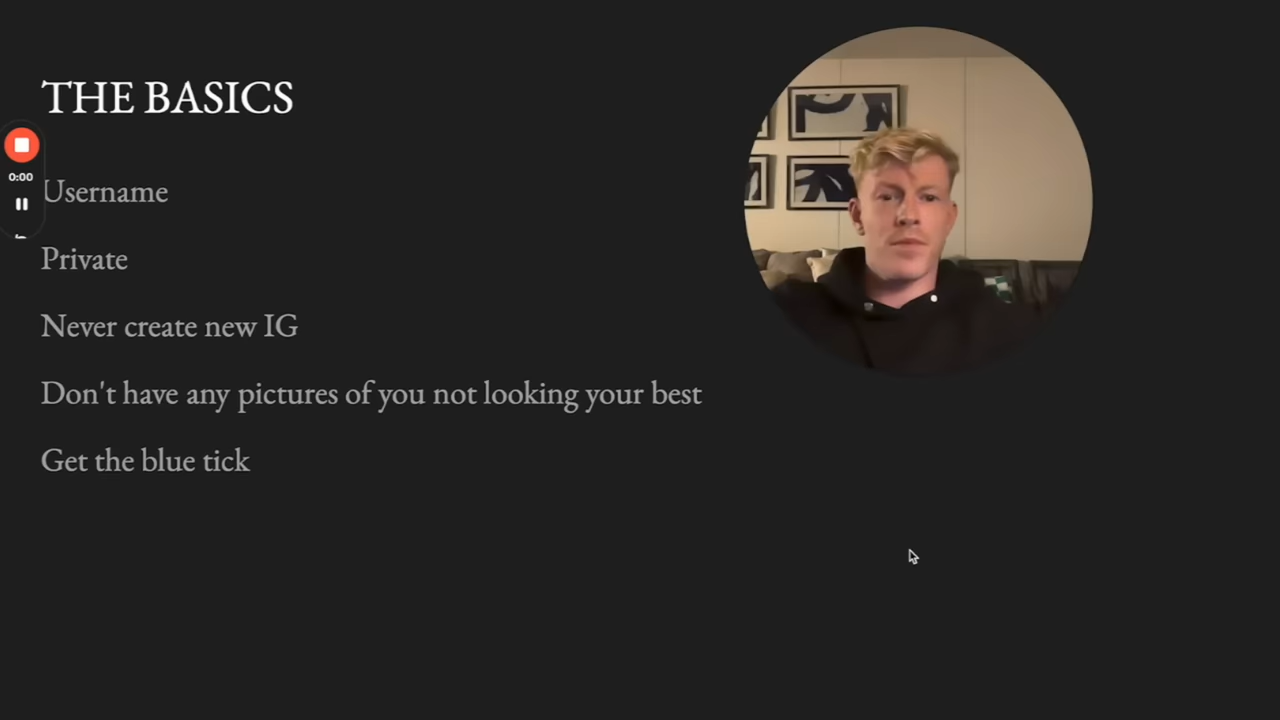 THE BASICS
0:00
Username
Private
Never create new IG
Don't have any pictures of you not looking your best
Get the blue tick